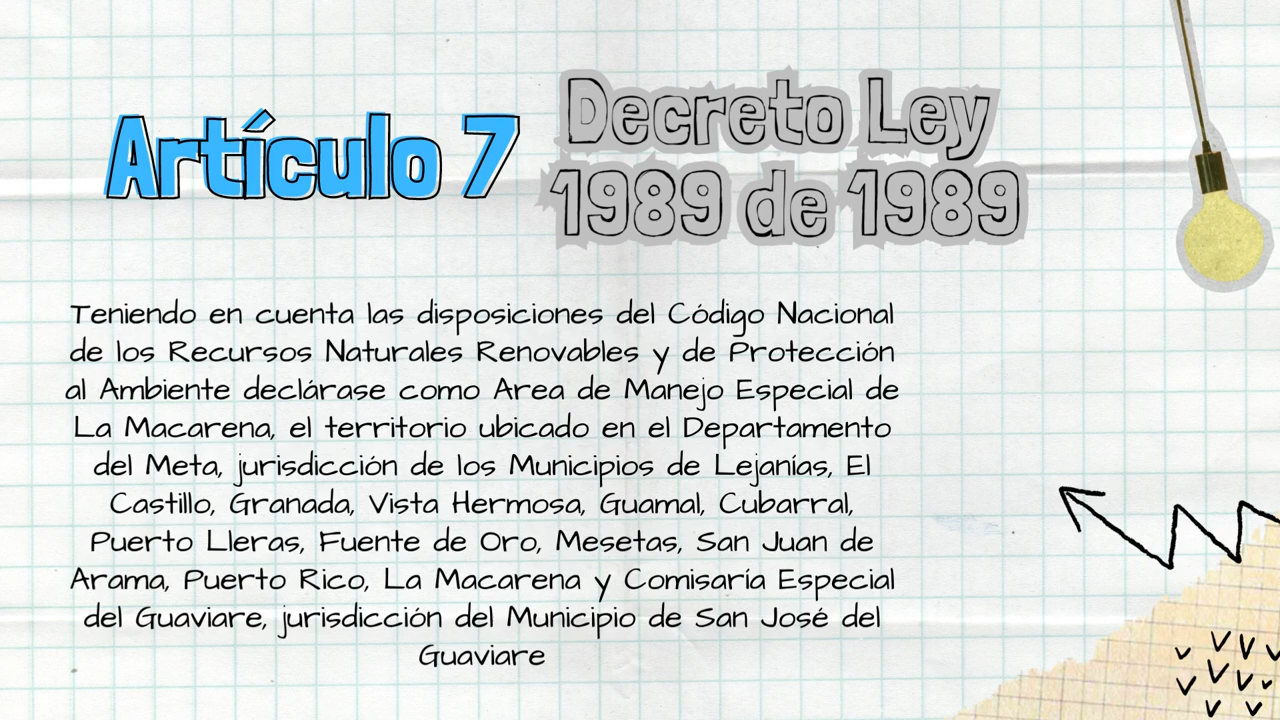 Artículo 7
Decreto Ley
1989 de 1989
Teniendo en cuenta las disposiciones del Código Nacional
de los Recursos Naturales Renovables y de Protección
al Ambiente declárase como Area de Manejo Especial de
La Macarena, el territorio ubicado en el Departamento
del Meta, jurisdicción de los Municipios de Lejanías, El
Castillo, Granada, Vista Hermosa, Guamal, Cubarral,
Puerto Lleras, Fuente de Oro, Mesetas, San Juan de
Arama, Puerto Rico, La Macarena y Comisaría Especial
del Guaviare, jurisdicción del Municipio de San José del
Guaviare